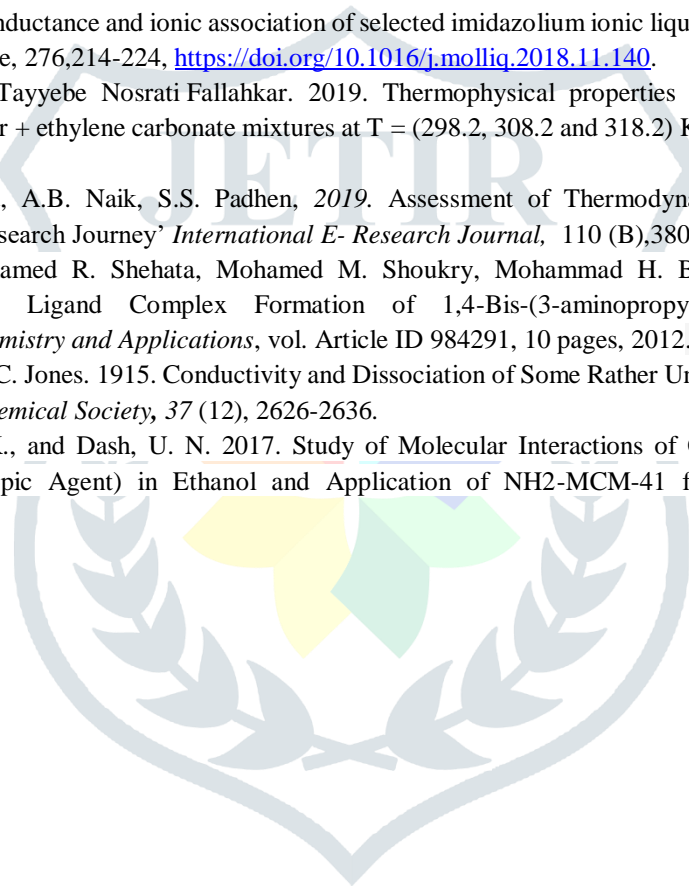 nductance and ionic association of selected imidazolium ionic liqu
e, 276,214-224, https://doi.org/10.1016/j.molliq.2018.11.140.
Tayyebe Nosrati Fallahkar. 2019. Thermophysical properties
r + ethylene carbonate mixtures at T = (298.2, 308.2 and 318.2) K
JETIR
., A.B. Naik, S.S. Padhen, 2019. Assessment of Thermodyna
search Journey’ International E- Research Journal, 110 (B),380
amed R. Shehata, Mohamed M. Shoukry, Mohammad H. B
Ligand Complex Formation of 1,4-Bis-(3-aminopropy
mistry and Applications, vol. Article ID 984291, 10 pages, 2012.
C. Jones. 1915. Conductivity and Dissociation of Some Rather Un
emical Society, 37 (12), 2626-2636.
K., and Dash, U. N. 2017. Study of Molecular Interactions of
pic Agent) in Ethanol and Application of NH2-MCM-41 f